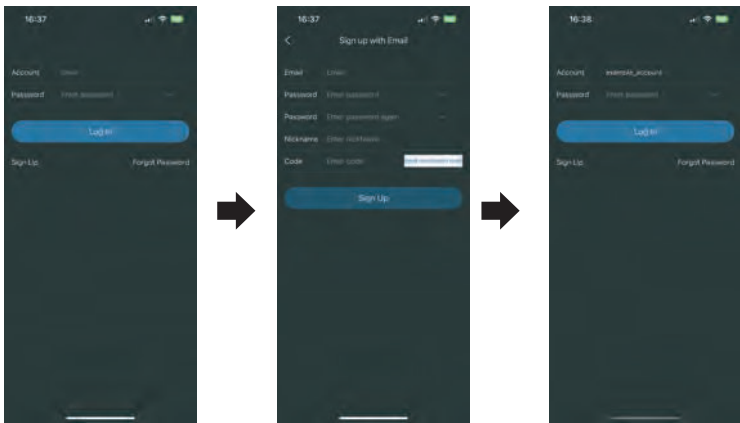 16:37
Account Email
Password Enter password
Log In
Sign Up Forgot Password
16:37
Sign up with Email
Email Email
Password Enter password
Password Enter password again
Nickname Enter nickname
Code Enter code
Sign Up
16:38
Account example_account
Password Enter password
Log In
Sign Up Forgot Password